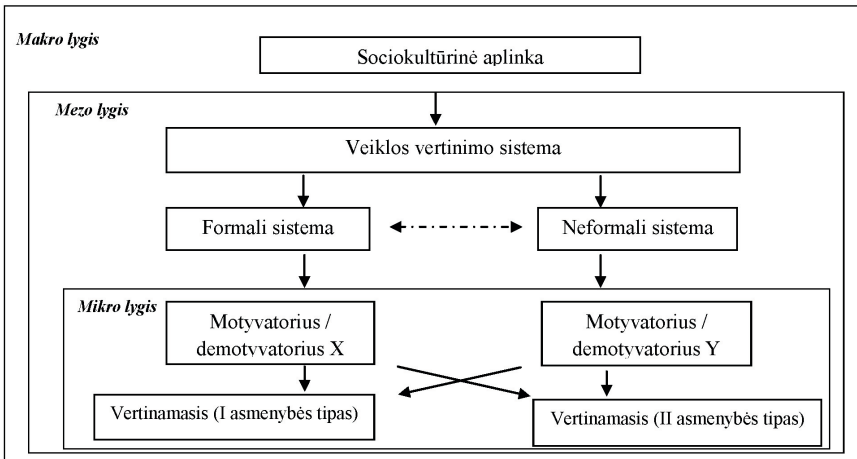 Makro lygis
Sociokultūrinė aplinka
Mezo lygis
Veiklos vertinimo sistema
Formali sistema
Neformali sistema
Mikro lygis
Motyvatorius /
demotyvatorius X
Motyvatorius /
demotyvatorius Y
Vertinamasis (I asmenybės tipas)
Vertinamasis (II asmenybės tipas)